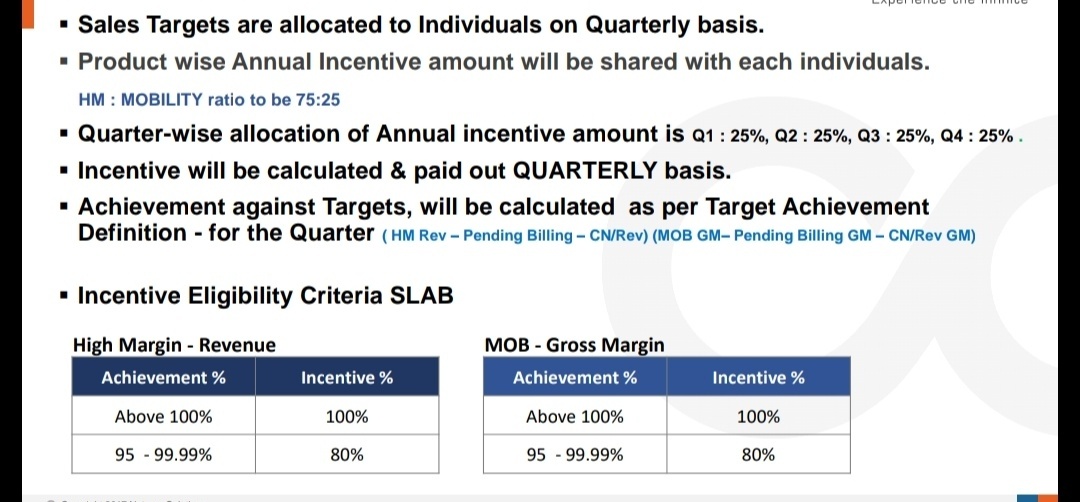 ▪ Sales Targets are allocated to Individuals on Quarterly basis.
▪ Product wise Annual Incentive amount will be shared with each individuals.
HM : MOBILITY ratio to be 75:25
▪ Quarter-wise allocation of Annual incentive amount is Q1 : 25%, Q2 : 25%, Q3 : 25%, Q4 : 25% .
▪ Incentive will be calculated & paid out QUARTERLY basis.
▪ Achievement against Targets, will be calculated as per Target Achievement
Definition - for the Quarter ( HM Rev – Pending Billing – CN/Rev) (MOB GM– Pending Billing GM – CN/Rev GM)
▪ Incentive Eligibility Criteria SLAB
High Margin - Revenue
Achievement % Incentive %
Above 100% 100%
95 - 99.99% 80%
MOB - Gross Margin
Achievement % Incentive %
Above 100% 100%
95 - 99.99% 80%